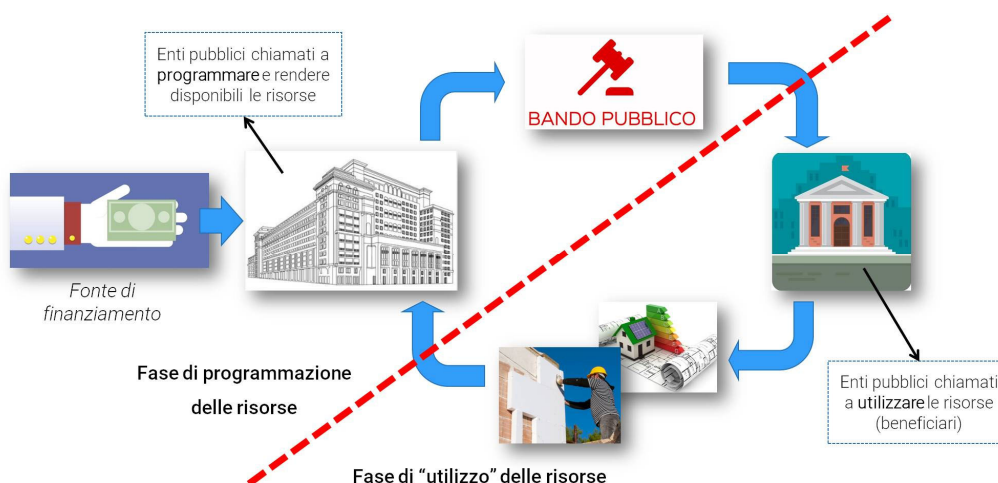 Enti pubblici chiamati a
programmare e rendere
disponibili le risorse
BANDO PUBBLICO
Fonte di
finanziamento
Fase di programmazione
delle risorse
Enti pubblici chiamati
a utilizzare le risorse
(beneficiari)
Fase di “utilizzo” delle risorse